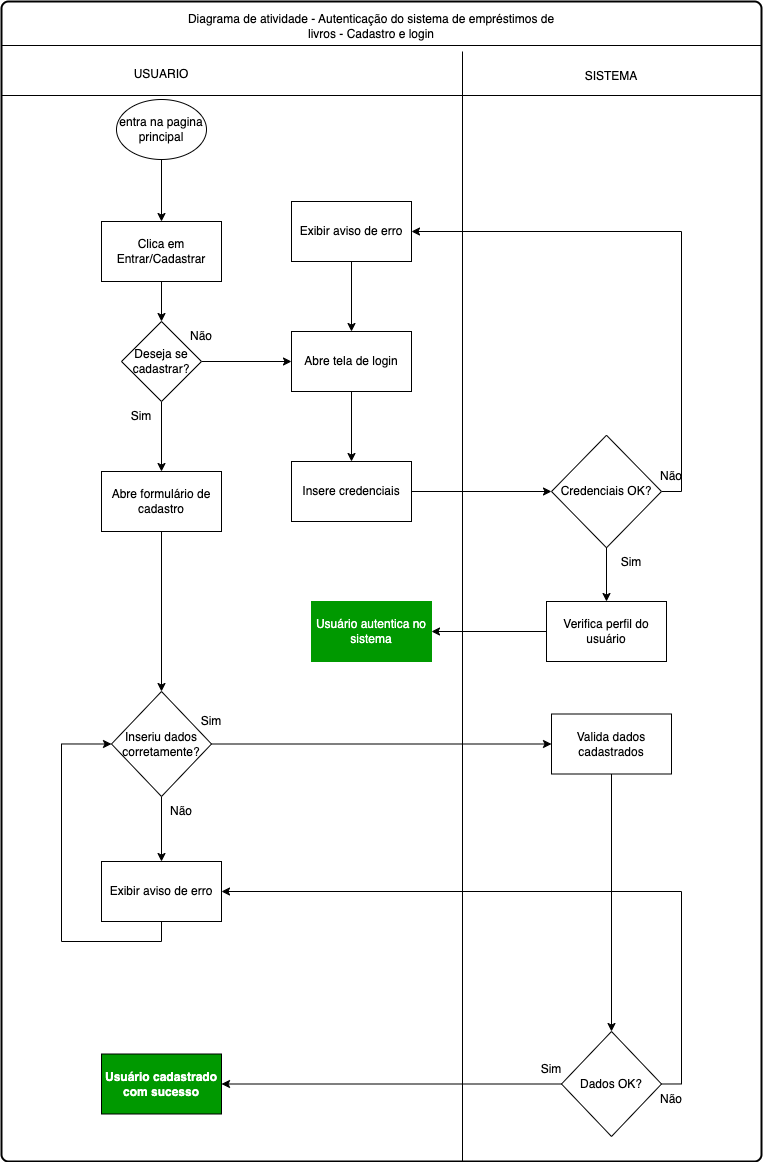 Diagrama de atividade - Autenticação do sistema de empréstimos de
livros - Cadastro e login
USUARIO
SISTEMA
entra na pagina
principal
Clica em
Entrar/Cadastrar
Exibir aviso de erro
Não
Deseja se
cadastrar?
Abre tela de login
Sim
Abre formulário de
cadastro
Insere credenciais
Credenciais OK?
Não
Sim
Usuário autentica no
sistema
Verifica perfil do
usuário
Inseriu dados
corretamente?
Sim
Valida dados
cadastrados
Não
Exibir aviso de erro
Usuário cadastrado
com sucesso
Sim
Dados OK?
Não